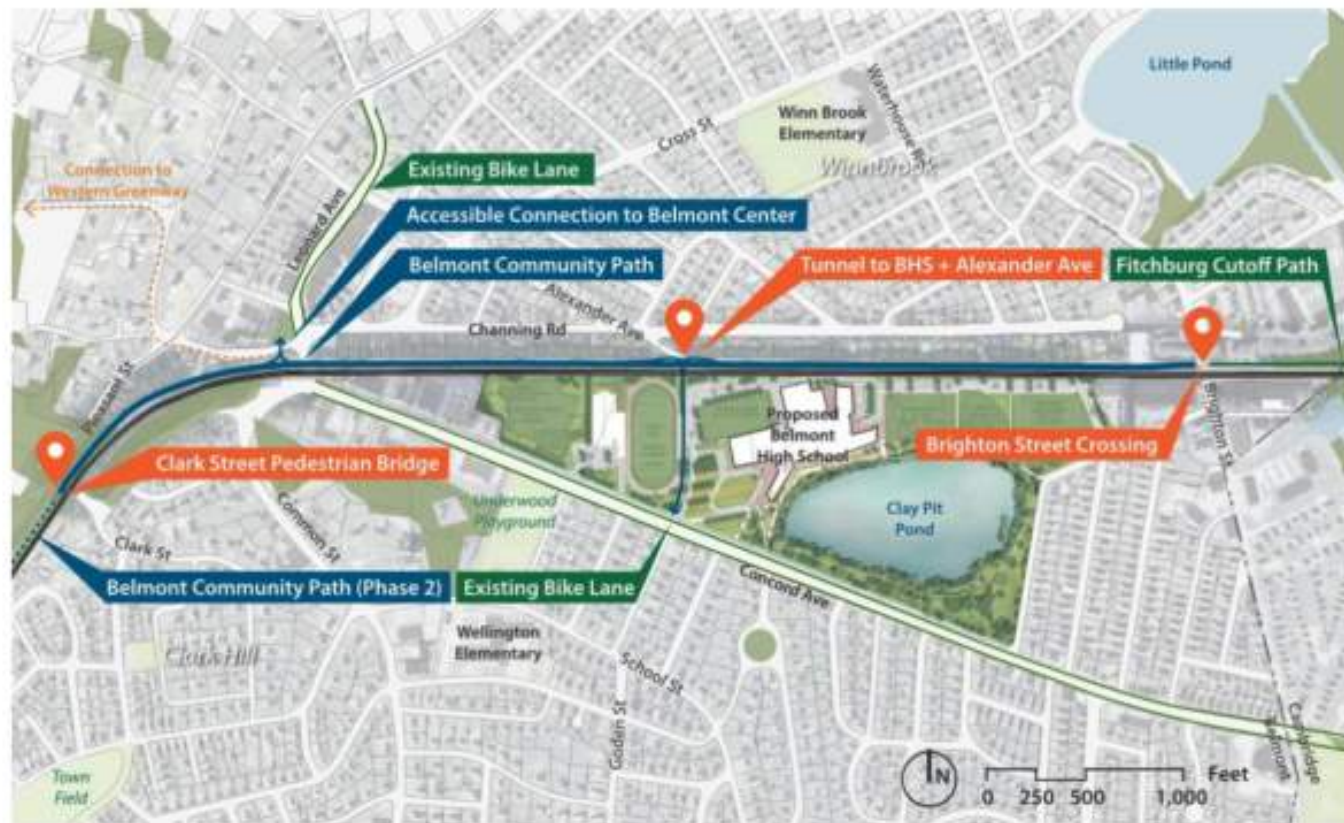 Little Pond
Waterhouse Rd
Winn Brook
Elementary
Winnbrook
Cross St
Connection to
Western Greenway
Existing Bike Lane
Leonard Ave
Accessible Connection to Belmont Center
Belmont Community Path
Tunnel to BHS + Alexander Ave
Fitchburg Cutoff Path
Alexander Ave
Channing Rd
Pleasant St
Proposed
Belmont
High School
Brighton Street Crossing
Brighton St
Clark Street Pedestrian Bridge
Underwood
Playground
Common St
Clay Pit
Pond
Clark St
Belmont Community Path (Phase 2)
Existing Bike Lane
Concord Ave
Wellington
Elementary
Clark Hill
School St
Goden St
Cambridge
Belmont
Town
Field
N
Feet
0 250 500 1,000